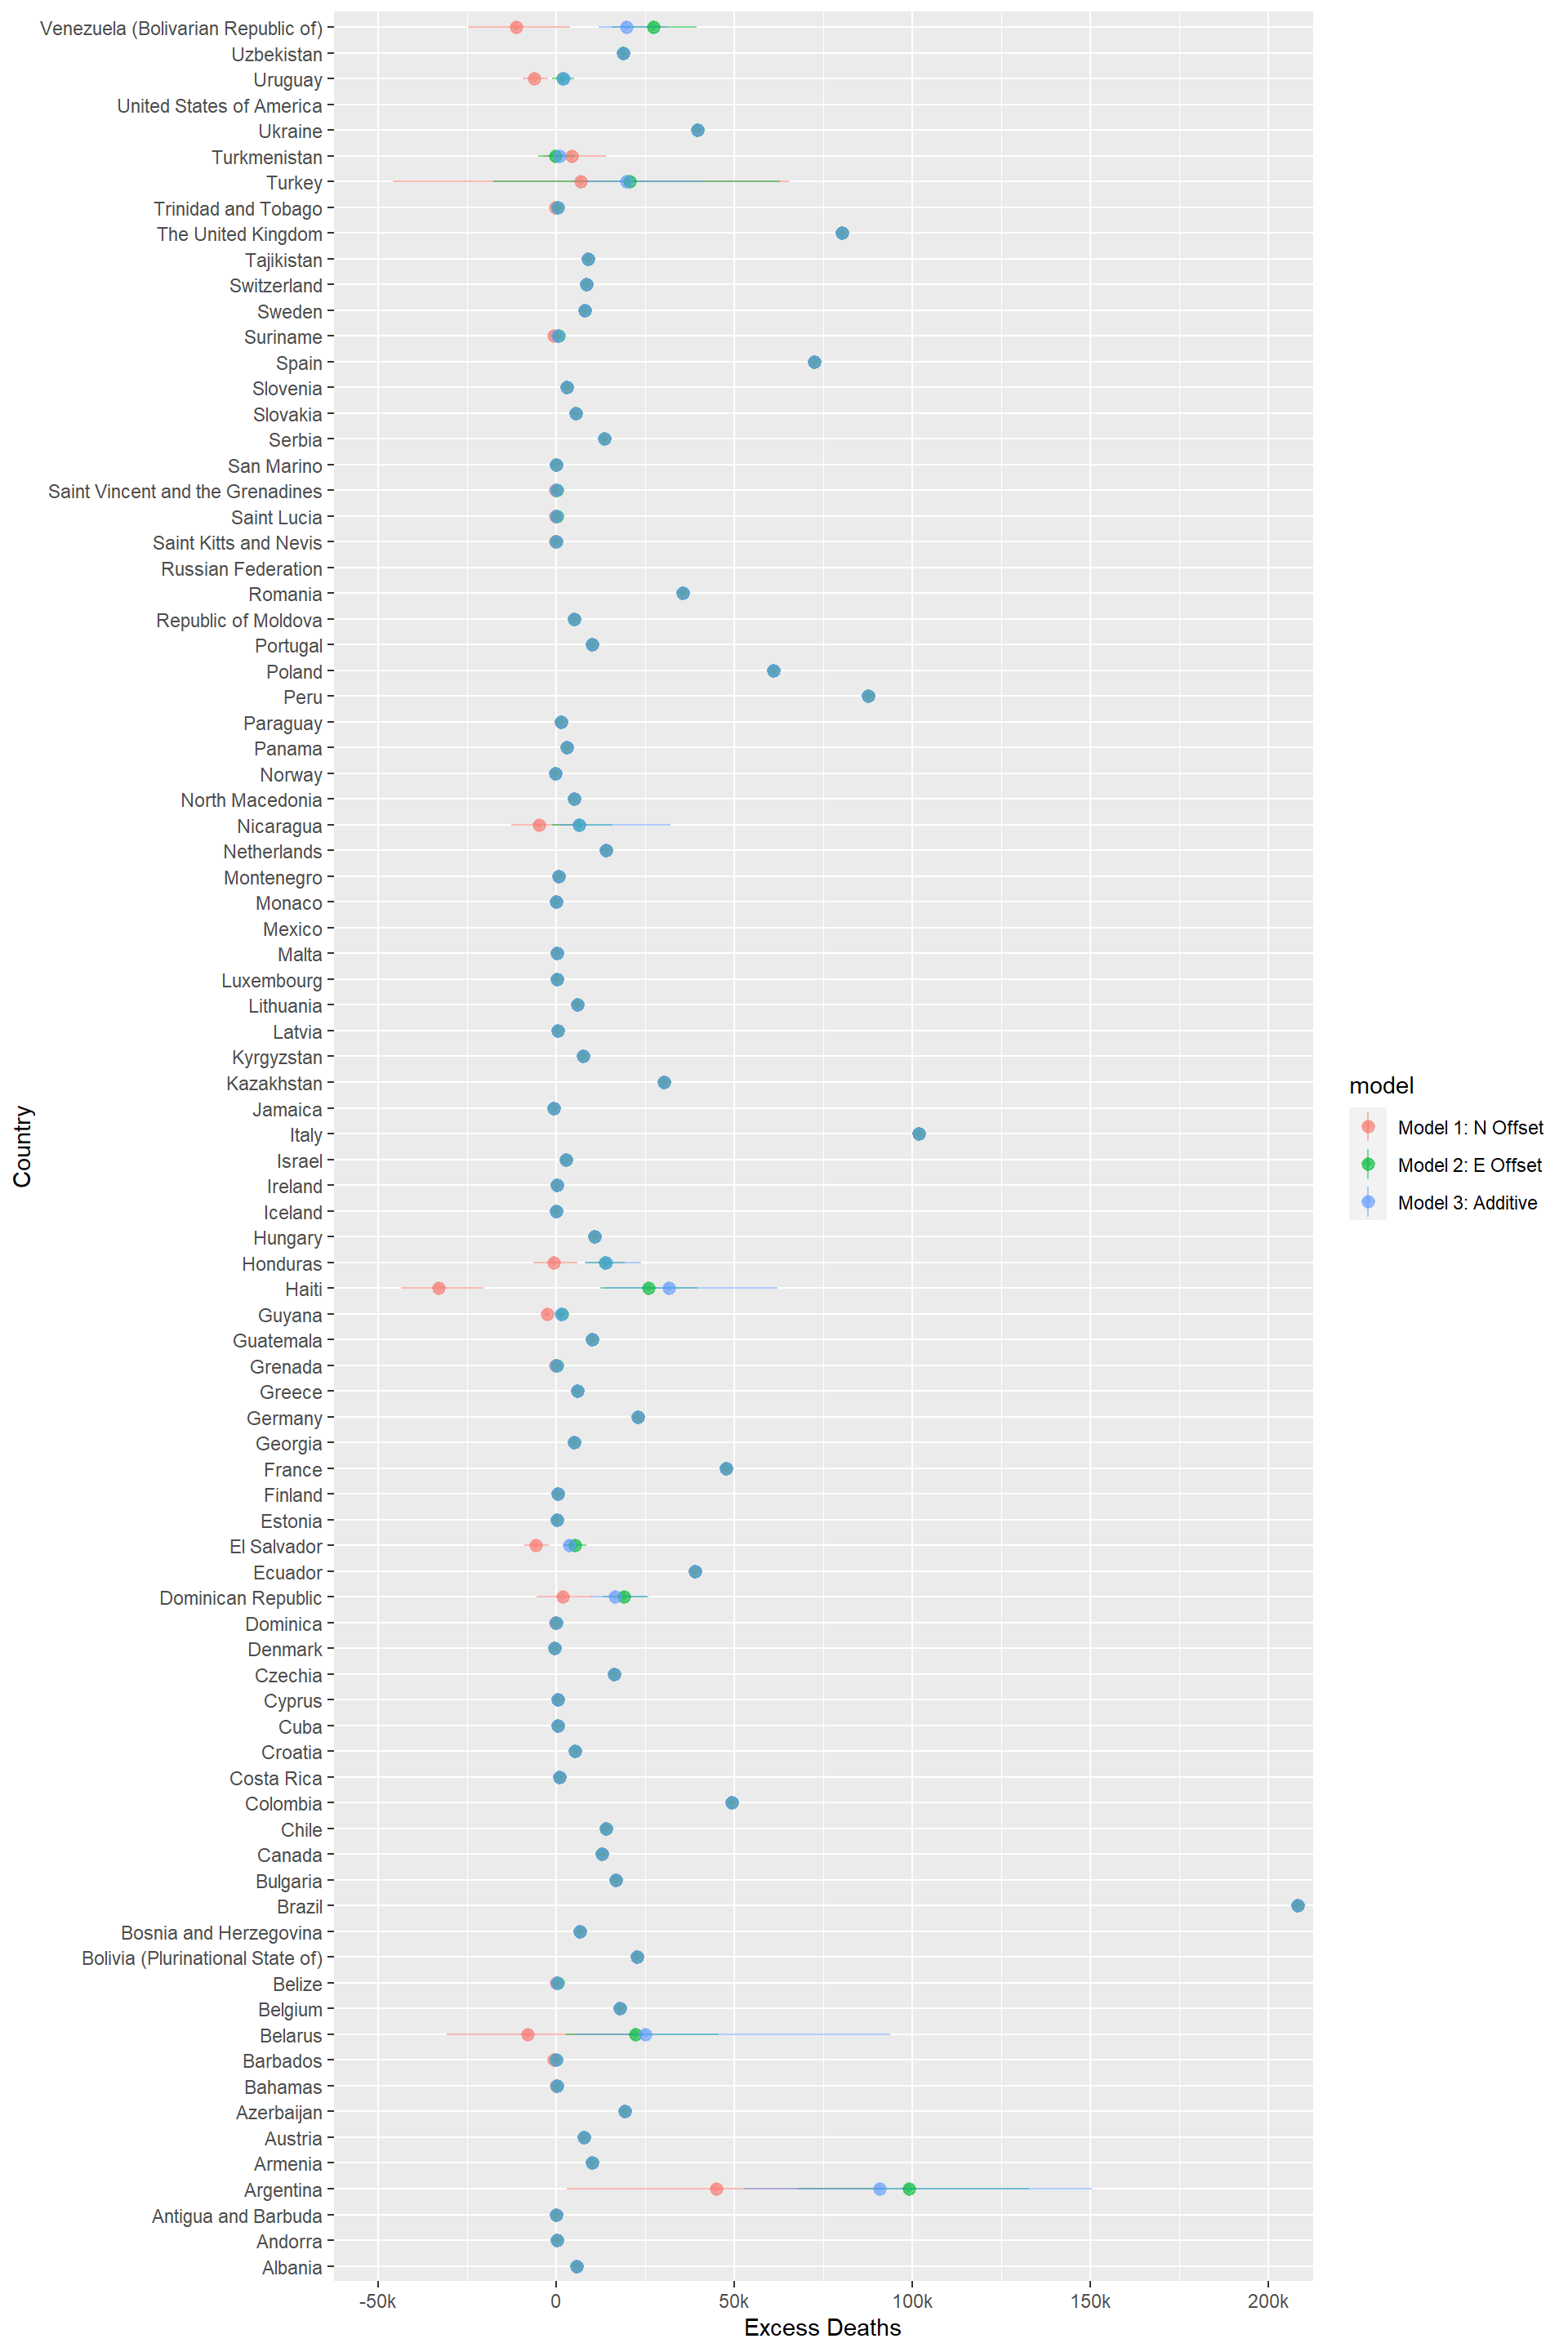 Venezuela (Bolivarian Republic of)
Uzbekistan
Uruguay
United States of America
Ukraine
Turkmenistan
Turkey
Trinidad and Tobago
The United Kingdom
Tajikistan
Switzerland
Sweden
Suriname
Spain
Slovenia
Slovakia
Serbia
San Marino
Saint Vincent and the Grenadines
Saint Lucia
Saint Kitts and Nevis
Russian Federation
Romania
Republic of Moldova
Portugal
Poland
Peru
Paraguay
Panama
Norway
North Macedonia
Nicaragua
Netherlands
Montenegro
Monaco
Mexico
Malta
Luxembourg
Lithuania
Latvia
Kyrgyzstan
Kazakhstan
Jamaica
Italy
Israel
Ireland
Iceland
Hungary
Honduras
Haiti
Guyana
Guatemala
Grenada
Greece
Germany
Georgia
France
Finland
Estonia
El Salvador
Ecuador
Dominican Republic
Dominica
Denmark
Czechia
Cyprus
Cuba
Croatia
Costa Rica
Colombia
Chile
Canada
Bulgaria
Brazil
Bosnia and Herzegovina
Bolivia (Plurinational State of)
Belize
Belgium
Belarus
Barbados
Bahamas
Azerbaijan
Austria
Armenia
Argentina
Antigua and Barbuda
Andorra
Albania
Country
-50k 0 50k 100k 150k 200k
Excess Deaths
model
Model 1: N Offset
Model 2: E Offset
Model 3: Additive